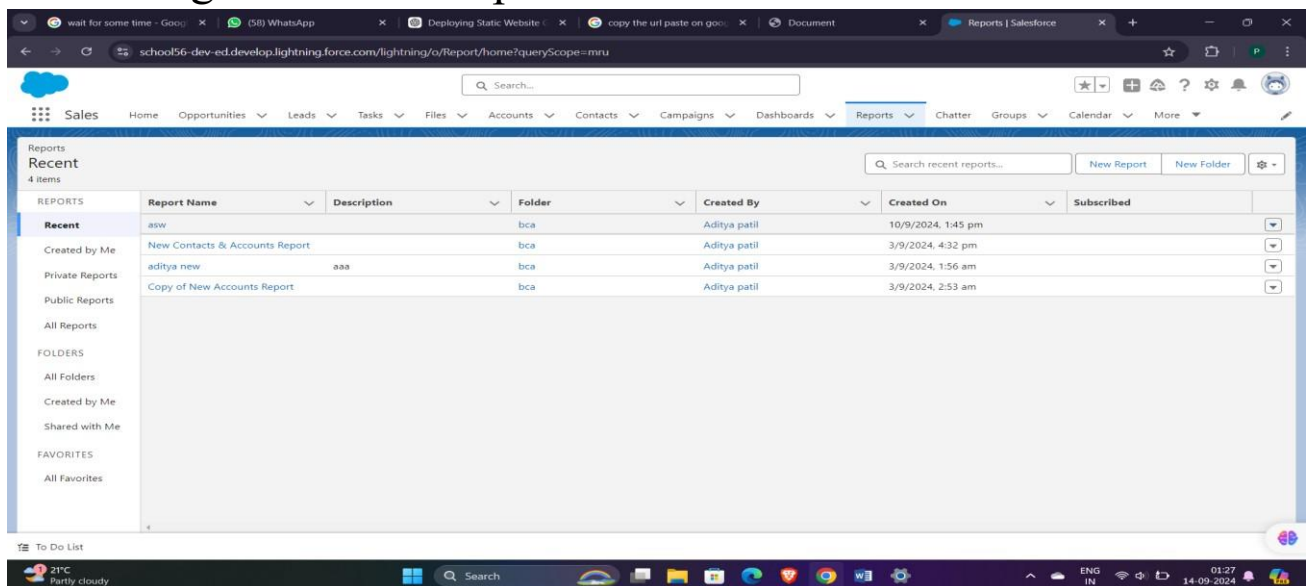 wait for some time - Goog
(58) WhatsApp
Deploying Static Website
copy the url paste on goog
Document
Reports | Salesforce
school56-dev-ed.develop.lightning.force.com/lightning/o/Report/home?queryScope=mru
P
Search...
Sales Home Opportunities Leads Tasks Files Accounts Contacts Campaigns Dashboards Reports Chatter Groups Calendar More
Reports
Recent
4 items
Search recent reports...
New Report
New Folder
REPORTS
Recent
Created by Me
Private Reports
Public Reports
All Reports
FOLDERS
All Folders
Created by Me
Shared with Me
FAVORITES
All Favorites
Report Name Description Folder Created By Created On Subscribed
asw bca Aditya patil 10/9/2024, 1:45 pm
New Contacts & Accounts Report bca Aditya patil 3/9/2024, 4:32 pm
aditya new aaa bca Aditya patil 3/9/2024, 1:56 am
Copy of New Accounts Report bca Aditya patil 3/9/2024, 2:53 am
To Do List
1
21°C
Partly cloudy
Search
ENG
IN
01:27
14-09-2024